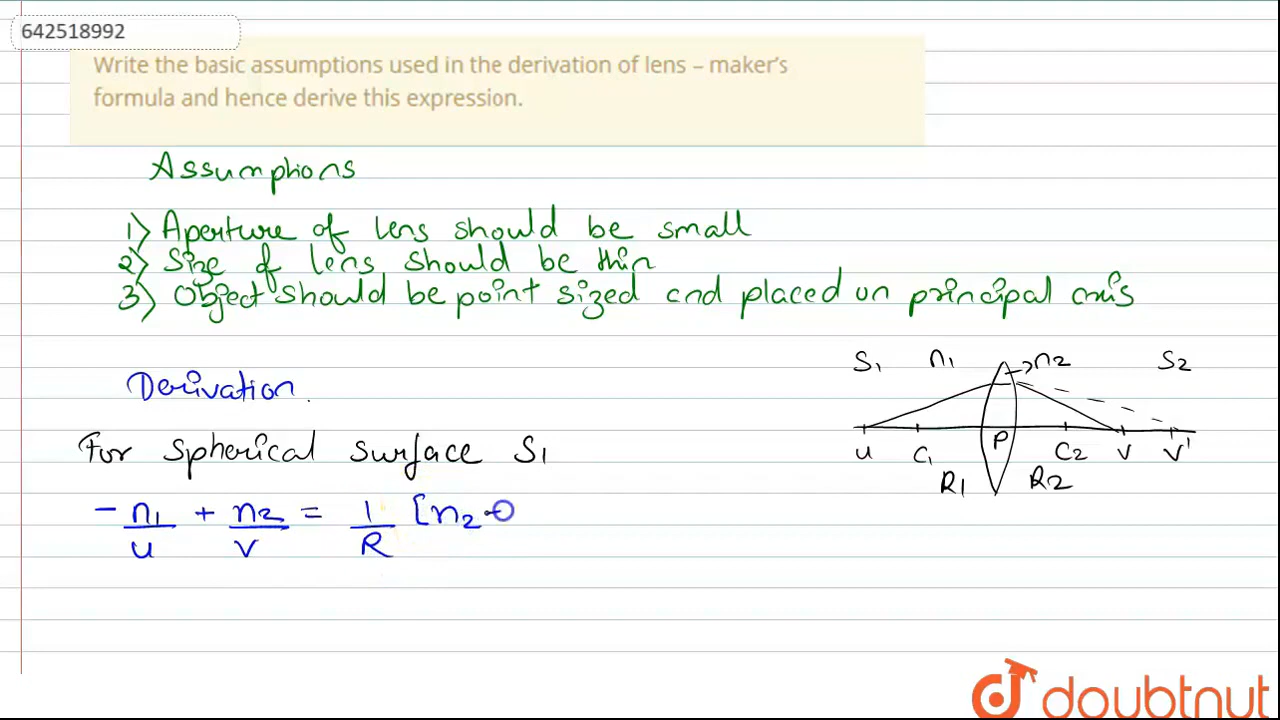 642518992
Write the basic assumptions used in the derivation of lens – maker's
formula and hence derive this expression.
Assumptions
1) Aperture of lens should be small
2) Size of lens should be thin
3) Object should be point sized and placed on principal axis
S1 n1 n2 S2
Derivation.
u C1 P C2 v v'
R1 R2
For Spherical surface S1
- n1/u + n2/v = 1/R [n2 -
doubtnut